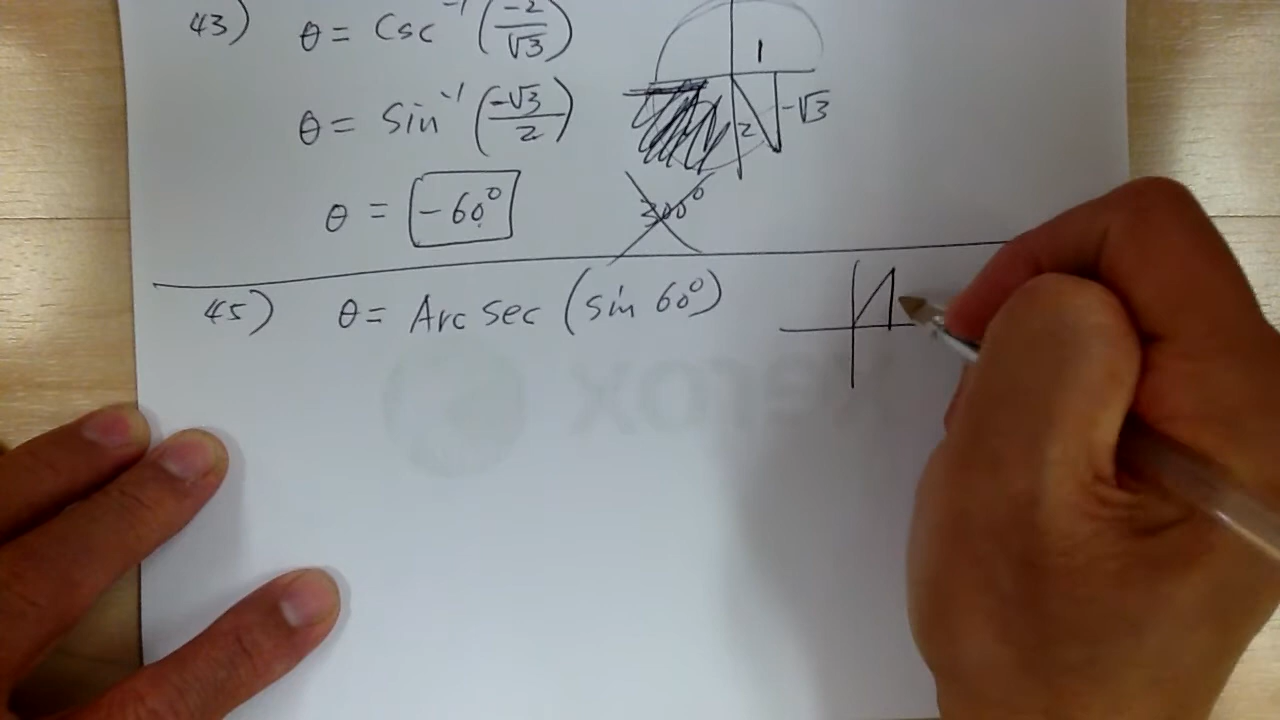 43) θ = Csc⁻¹(-2/√3)
1
θ = Sin⁻¹(-√3/2)
2 -√3
θ = -60°
300°
45) θ = Arc sec (sin 60°)
xerox